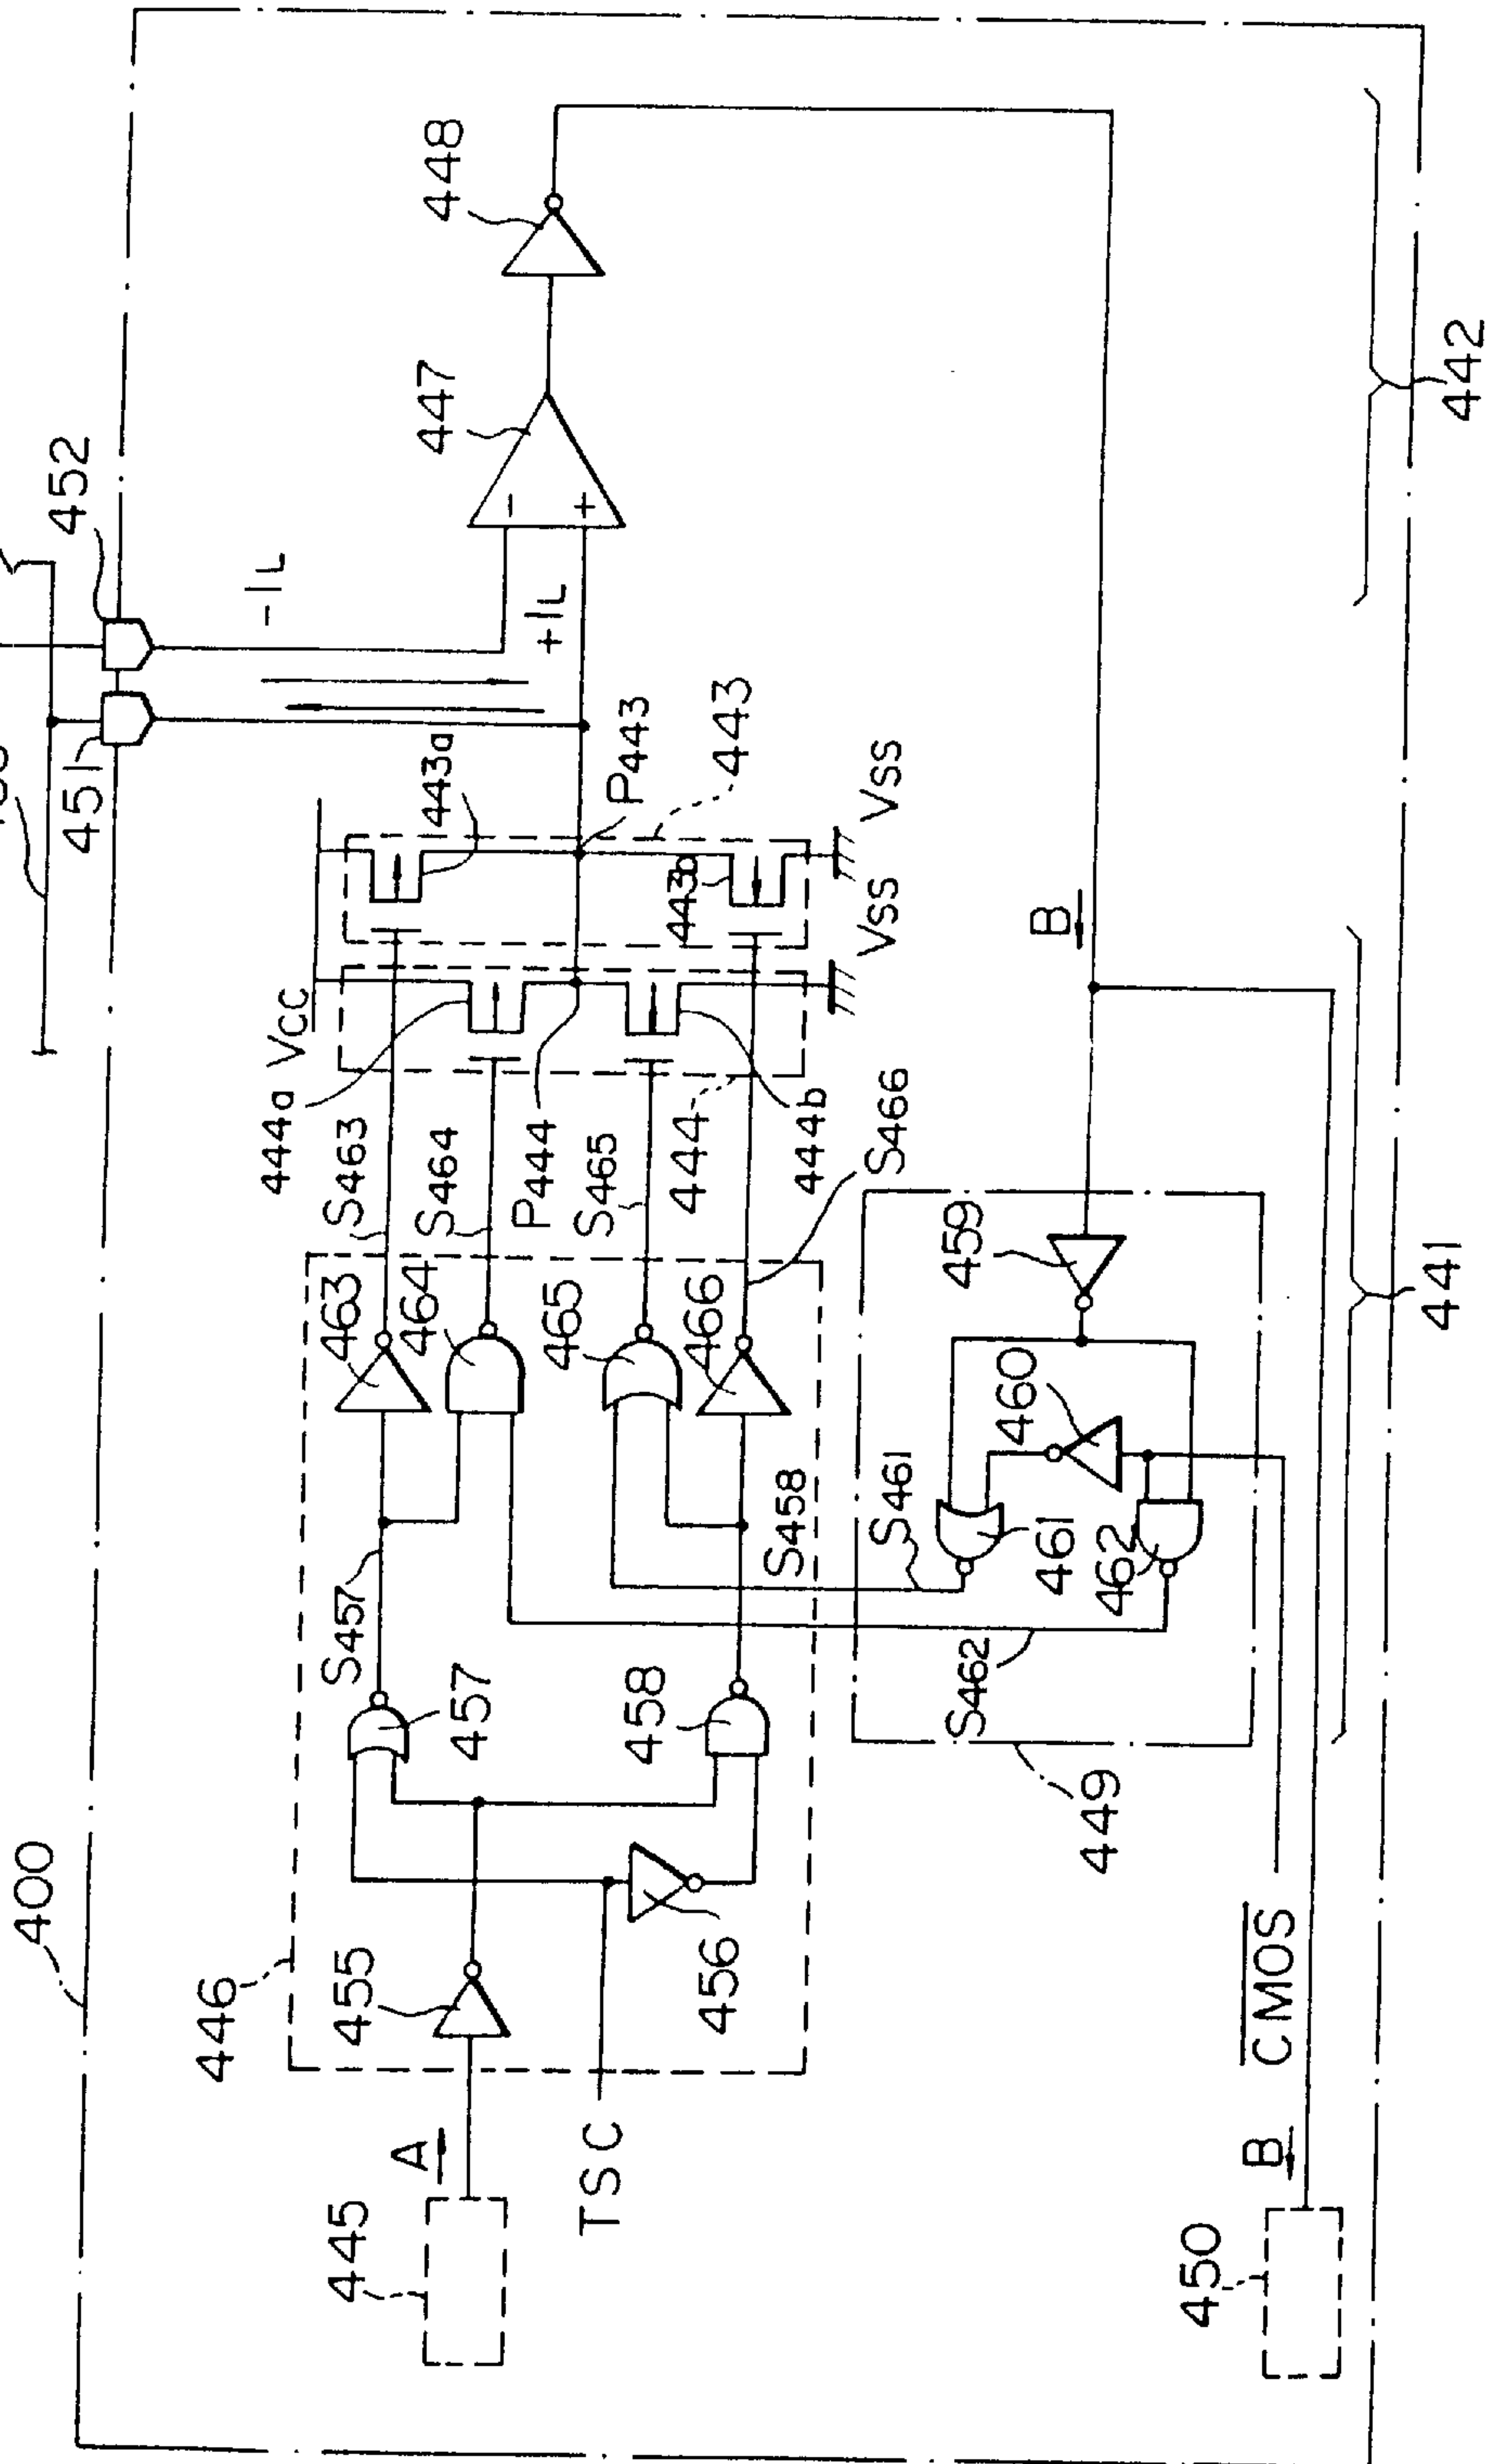 400
452
451
-IL
+IL
447
448
443a
P443
443
443b
VCC
VSS
VSS
444a
S463
S464
P444
S465
444
444b
S466
463
464
465
466
S457
S458
446
455
456
457
458
445
A
TSC
B
459
460
461
462
S461
S462
449
450
B
CMOS
441
442